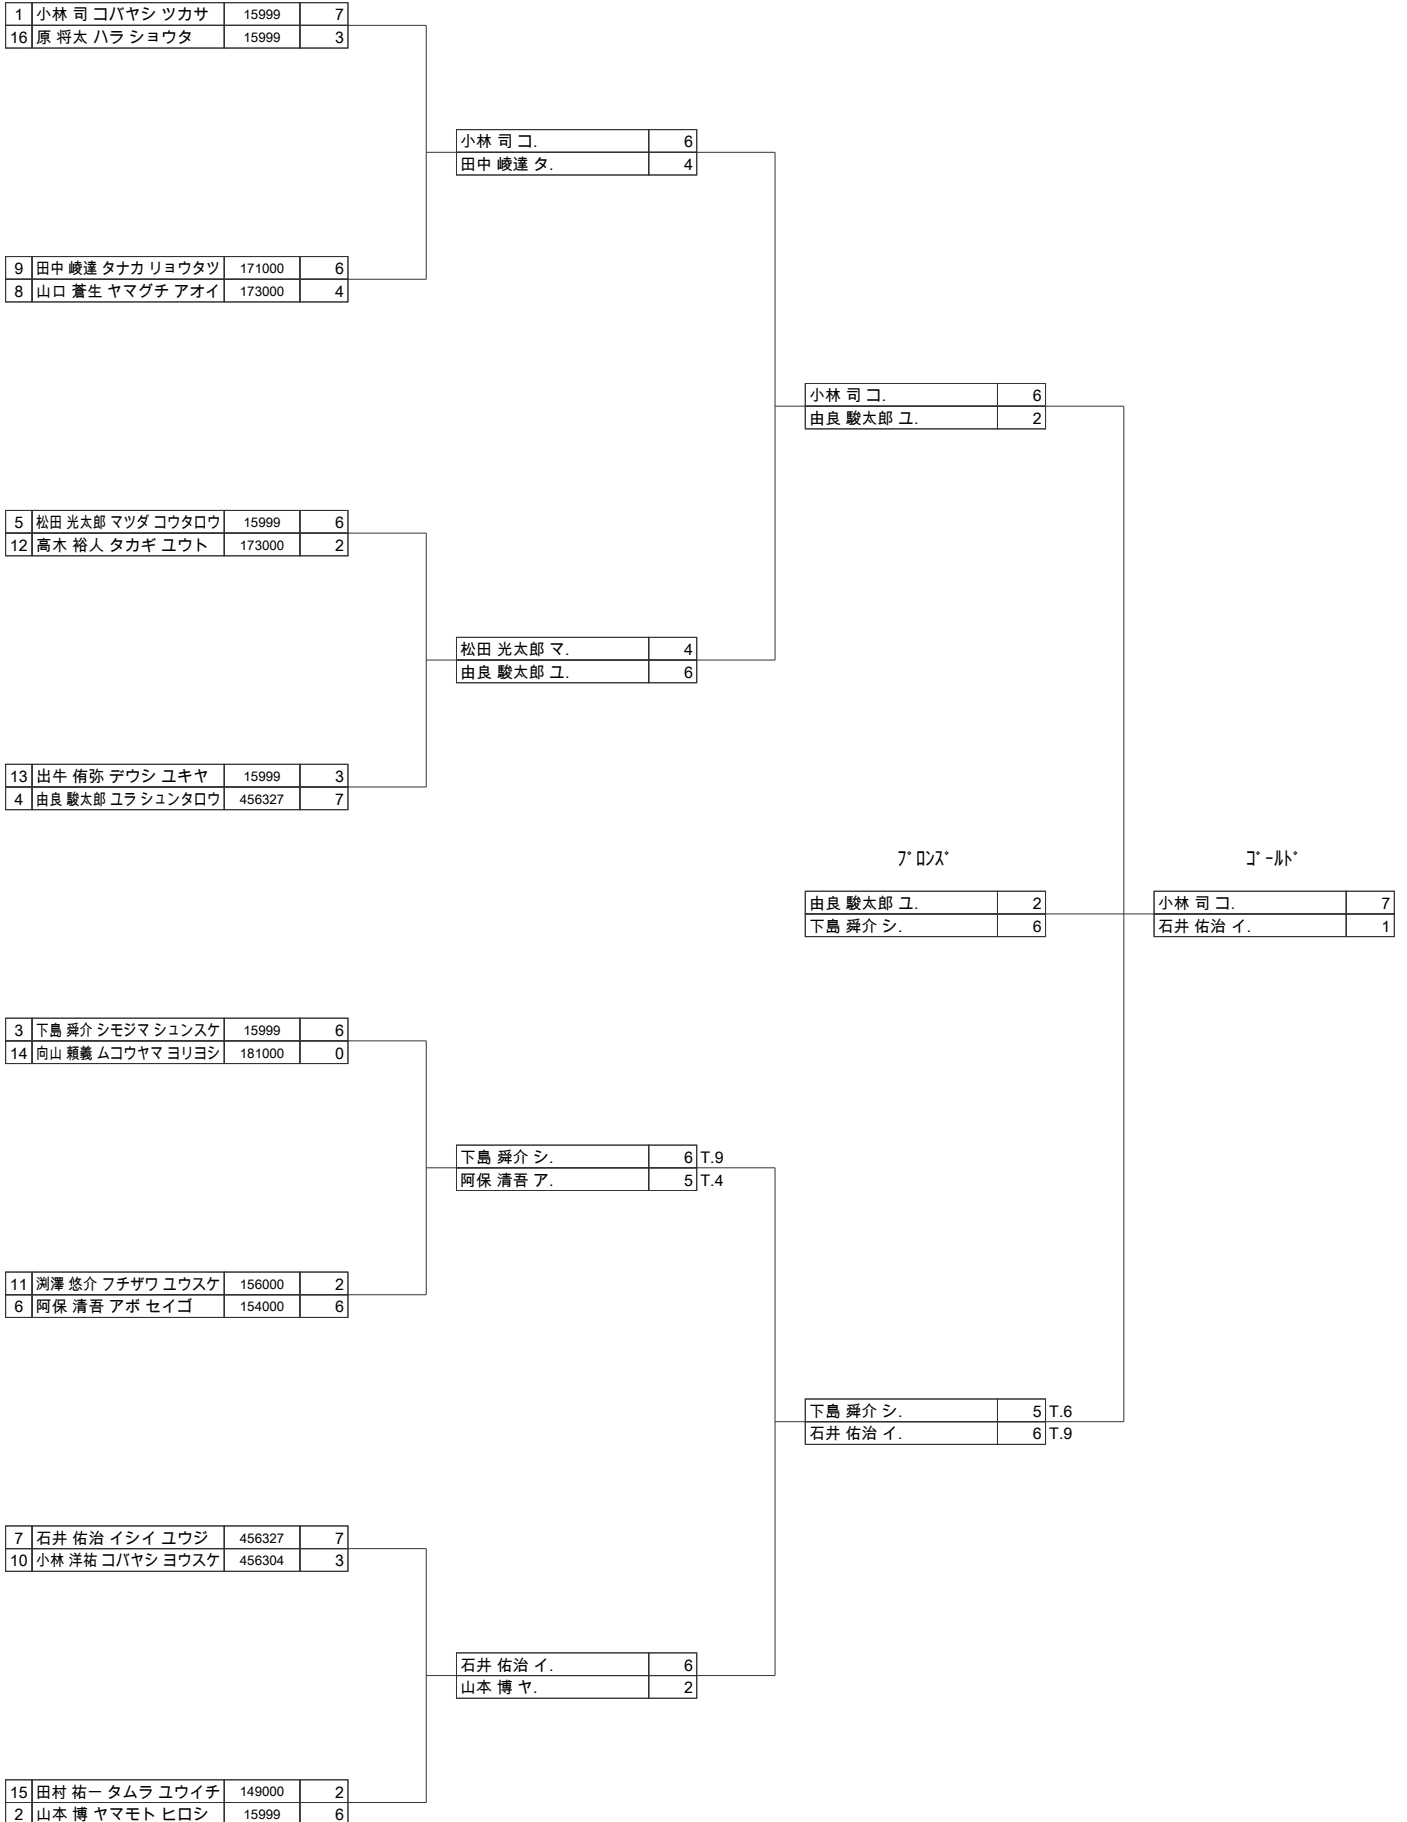 1 小林 司 コバヤシ ツカサ 15999 7
16 原 将太 ハラ ショウタ 15999 3
小林 司 コ. 6
田中 崚達 タ. 4
9 田中 崚達 タナカ リョウタツ 171000 6
8 山口 蒼生 ヤマグチ アオイ 173000 4
小林 司 コ. 6
由良 駿太郎 ユ. 2
5 松田 光太郎 マツダ コウタロウ 15999 6
12 高木 裕人 タカギ ユウト 173000 2
松田 光太郎 マ. 4
由良 駿太郎 ユ. 6
13 出牛 侑弥 デウシ ユキヤ 15999 3
4 由良 駿太郎 ユラ シュンタロウ 456327 7
ﾌﾞﾛﾝｽﾞ ｺﾞｰﾙﾄﾞ
由良 駿太郎 ユ. 2 小林 司 コ. 7
下島 舜介 シ. 6 石井 佑治 イ. 1
3 下島 舜介 シモジマ シュンスケ 15999 6
14 向山 頼義 ムコウヤマ ヨリヨシ 181000 0
下島 舜介 シ. 6 T.9
阿保 清吾 ア. 5 T.4
11 渕澤 悠介 フチザワ ユウスケ 156000 2
6 阿保 清吾 アボ セイゴ 154000 6
下島 舜介 シ. 5 T.6
石井 佑治 イ. 6 T.9
7 石井 佑治 イシイ ユウジ 456327 7
10 小林 洋祐 コバヤシ ヨウスケ 456304 3
石井 佑治 イ. 6
山本 博 ヤ. 2
15 田村 祐一 タムラ ユウイチ 149000 2
2 山本 博 ヤマモト ヒロシ 15999 6